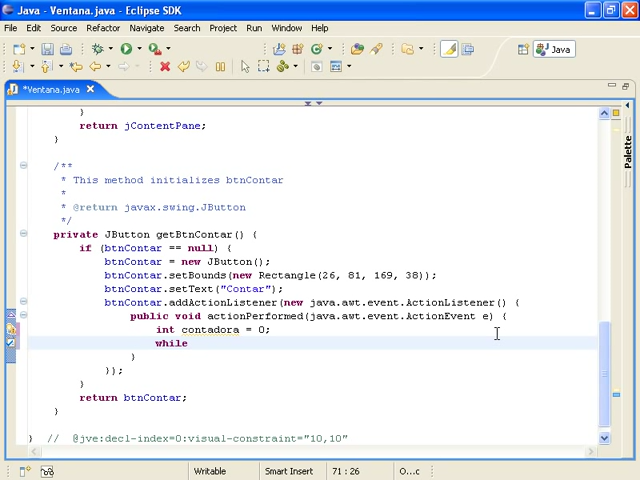 Java - Ventana.java - Eclipse SDK
File Edit Source Refactor Navigate Search Project Run Window Help
Java
*Ventana.java
}
return jContentPane;
}
/**
* This method initializes btnContar
*
* @return javax.swing.JButton
*/
private JButton getBtnContar() {
if (btnContar == null) {
btnContar = new JButton();
btnContar.setBounds(new Rectangle(26, 81, 169, 38));
btnContar.setText("Contar");
btnContar.addActionListener(new java.awt.event.ActionListener() {
public void actionPerformed(java.awt.event.ActionEvent e) {
int contadora = 0;
while
}
});
}
return btnContar;
}
} // @jve:decl-index=0:visual-constraint="10,10"
Palette
Writable Smart Insert 71 : 26 O...c